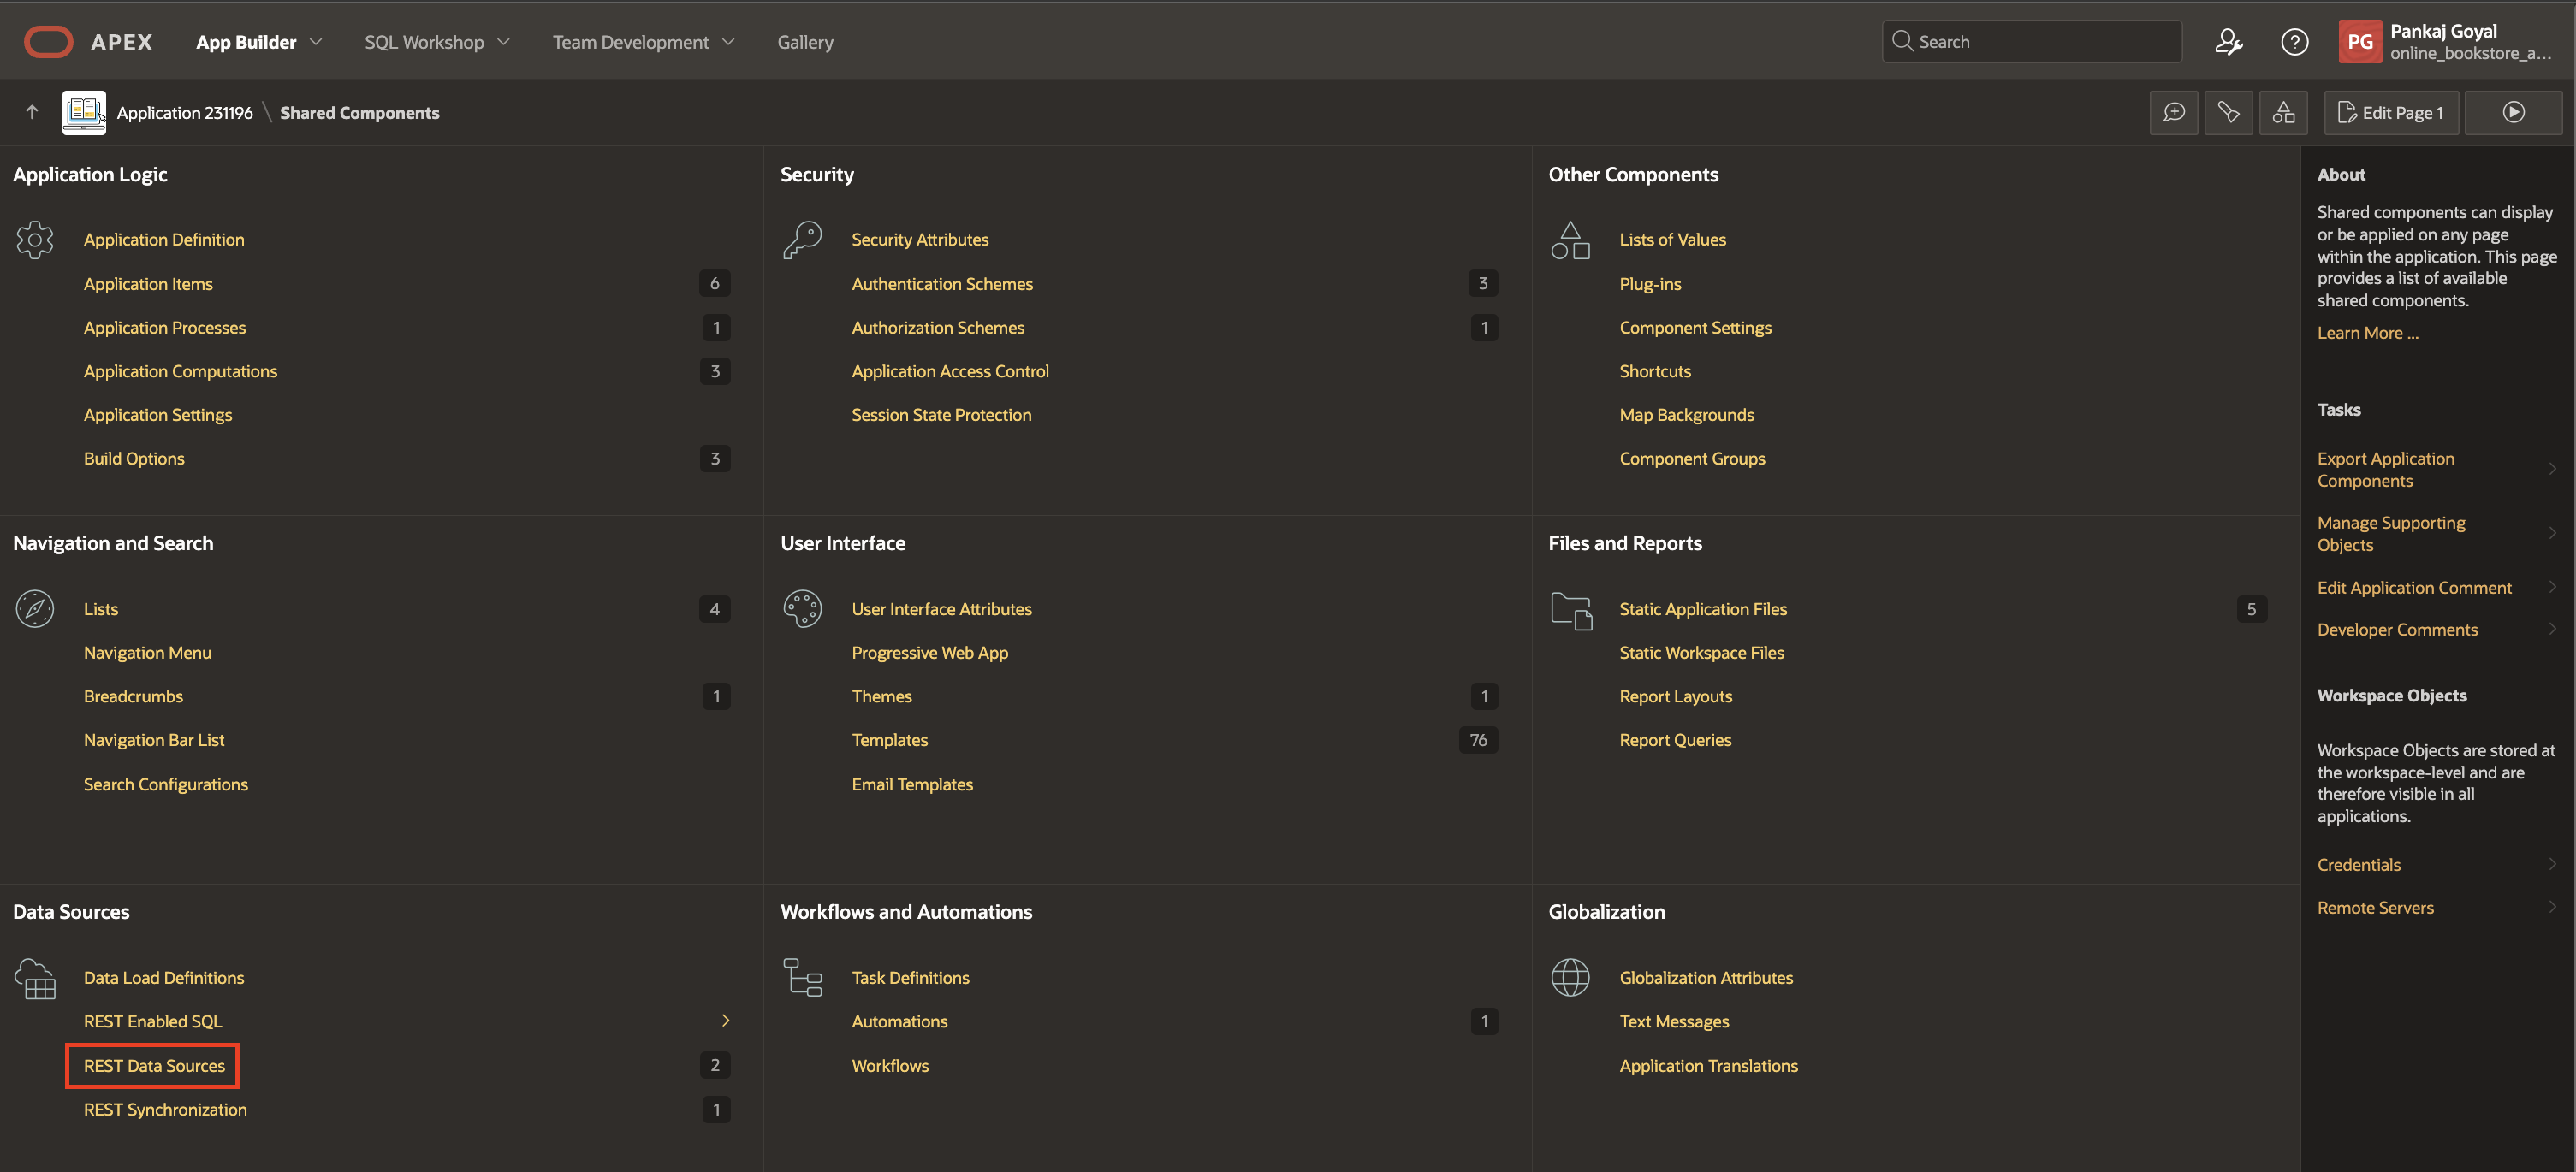 APEX
App Builder
SQL Workshop
Team Development
Gallery
Search
PG
Pankaj Goyal
online_bookstore_a...
Application 231196 \ Shared Components
Edit Page 1
Application Logic
Application Definition
Application Items 6
Application Processes 1
Application Computations 3
Application Settings
Build Options 3
Security
Security Attributes
Authentication Schemes 3
Authorization Schemes 1
Application Access Control
Session State Protection
Other Components
Lists of Values
Plug-ins
Component Settings
Shortcuts
Map Backgrounds
Component Groups
Navigation and Search
Lists 4
Navigation Menu
Breadcrumbs 1
Navigation Bar List
Search Configurations
User Interface
User Interface Attributes
Progressive Web App
Themes 1
Templates 76
Email Templates
Files and Reports
Static Application Files 5
Static Workspace Files
Report Layouts
Report Queries
Data Sources
Data Load Definitions
REST Enabled SQL
REST Data Sources 2
REST Synchronization 1
Workflows and Automations
Task Definitions
Automations 1
Workflows
Globalization
Globalization Attributes
Text Messages
Application Translations
About
Shared components can display
or be applied on any page
within the application. This page
provides a list of available
shared components.
Learn More ...
Tasks
Export Application
Components
Manage Supporting
Objects
Edit Application Comment
Developer Comments
Workspace Objects
Workspace Objects are stored at
the workspace-level and are
therefore visible in all
applications.
Credentials
Remote Servers